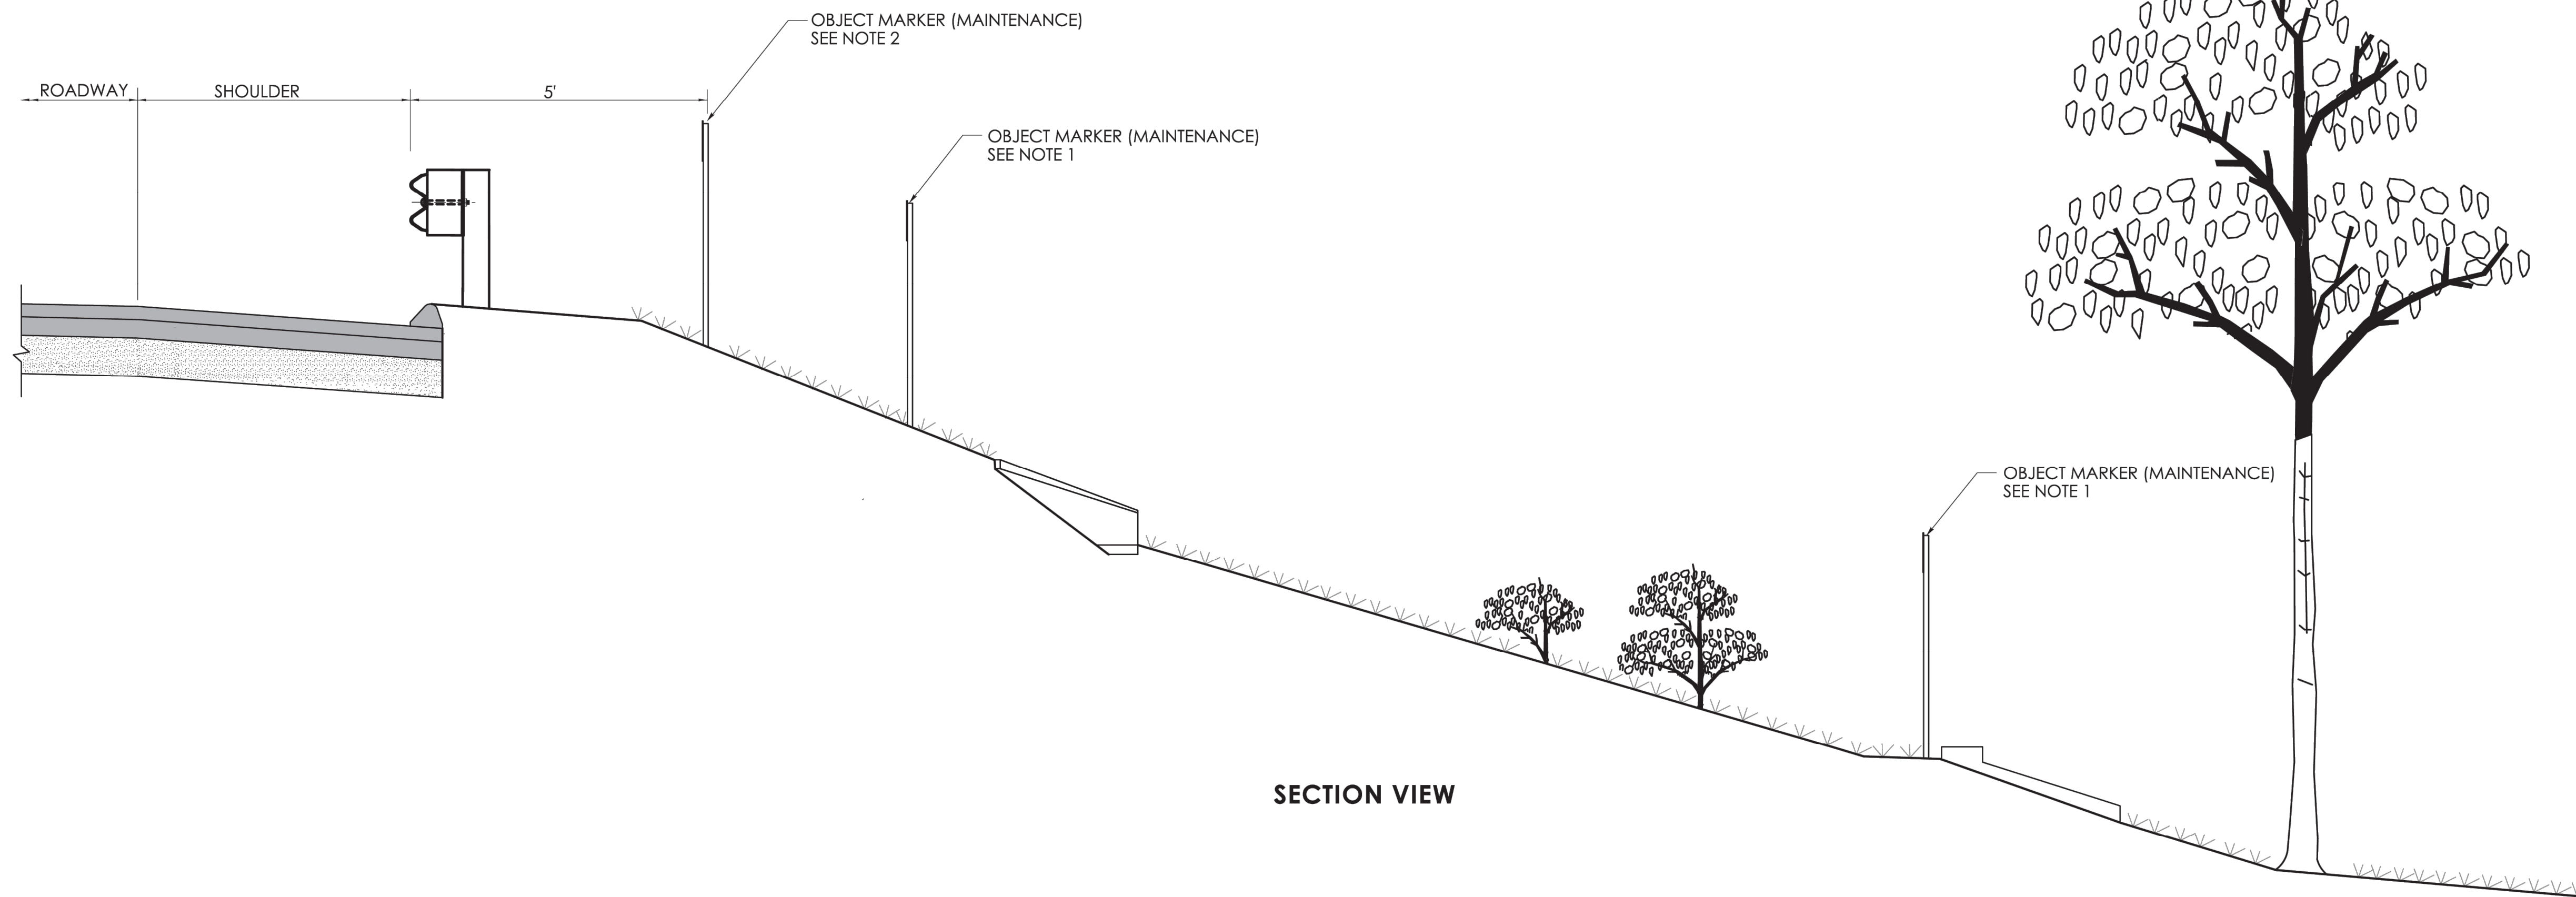 OBJECT MARKER (MAINTENANCE)
SEE NOTE 2
ROADWAY
SHOULDER
5'
OBJECT MARKER (MAINTENANCE)
SEE NOTE 1
OBJECT MARKER (MAINTENANCE)
SEE NOTE 1
SECTION VIEW